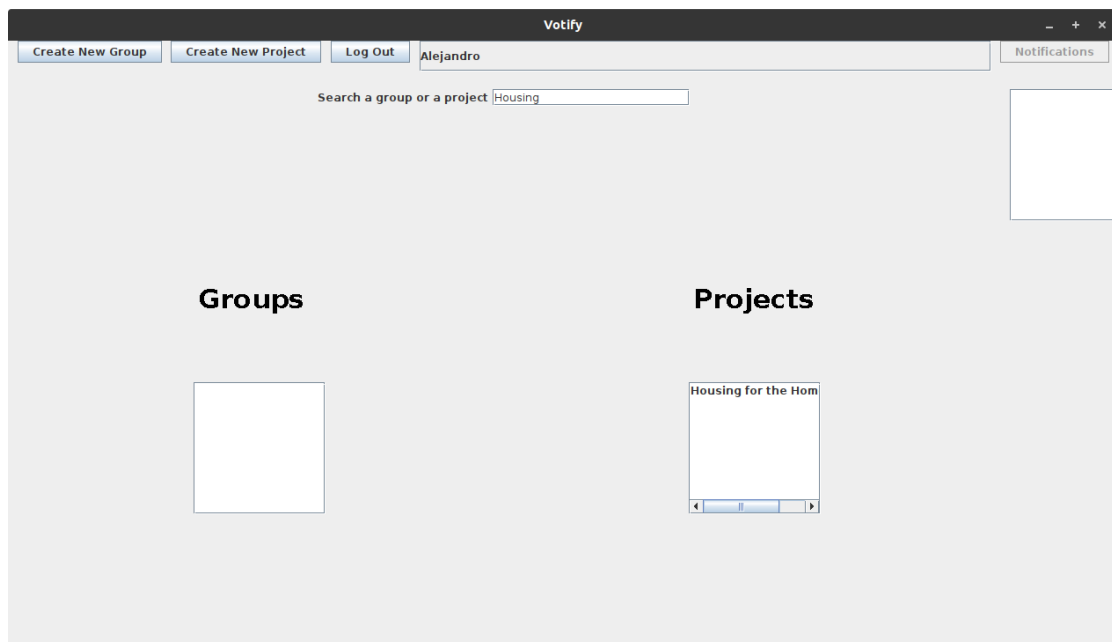 Votify
Create New Group Create New Project Log Out Alejandro Notifications
Search a group or a project Housing
Groups Projects
Housing for the Hom